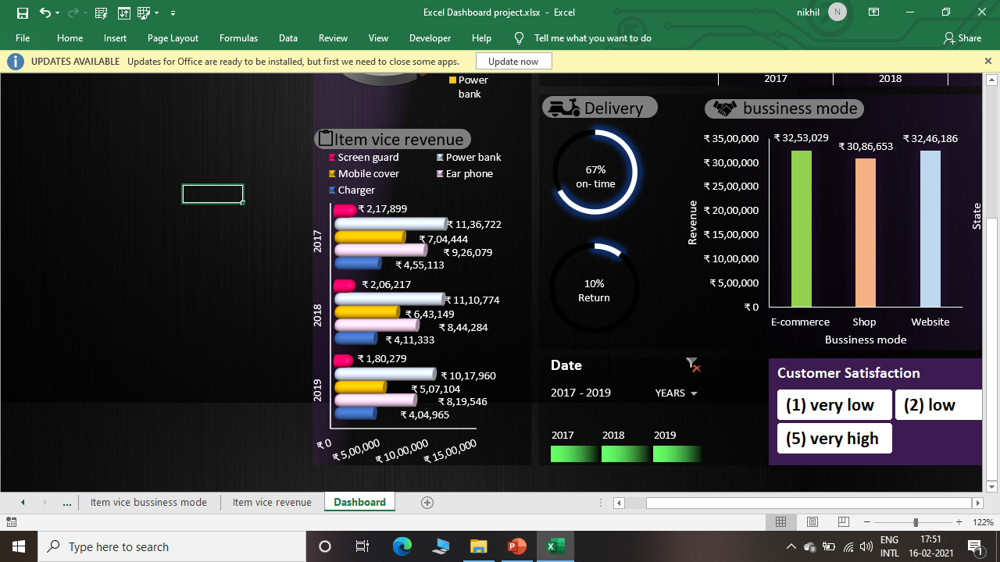 Excel Dashboard project.xlsx - Excel
nikhil
N
File Home Insert Page Layout Formulas Data Review View Developer Help Tell me what you want to do Share
UPDATES AVAILABLE Updates for Office are ready to be installed, but first we need to close some apps. Update now
Power
bank
2017 2018
Delivery
67%
on- time
10%
Return
bussiness mode
₹ 35,00,000
₹ 30,00,000
₹ 25,00,000
₹ 20,00,000
₹ 15,00,000
₹ 10,00,000
₹ 5,00,000
₹ 0
Revenue
₹ 32,53,029
₹ 30,86,653
₹ 32,46,186
E-commerce Shop Website
Bussiness mode
State
Item vice revenue
Screen guard Power bank
Mobile cover Ear phone
Charger
2017
₹ 2,17,899
₹ 11,36,722
₹ 7,04,444
₹ 9,26,079
₹ 4,55,113
2018
₹ 2,06,217
₹ 11,10,774
₹ 6,43,149
₹ 8,44,284
₹ 4,11,333
2019
₹ 1,80,279
₹ 10,17,960
₹ 5,07,104
₹ 8,19,546
₹ 4,04,965
₹ 0 ₹ 5,00,000 ₹ 10,00,000 ₹ 15,00,000
Date
2017 - 2019 YEARS
2017 2018 2019
Customer Satisfaction
(1) very low (2) low
(5) very high
... Item vice bussiness mode Item vice revenue Dashboard
122%
Type here to search
ENG
INTL
17:51
16-02-2021
1